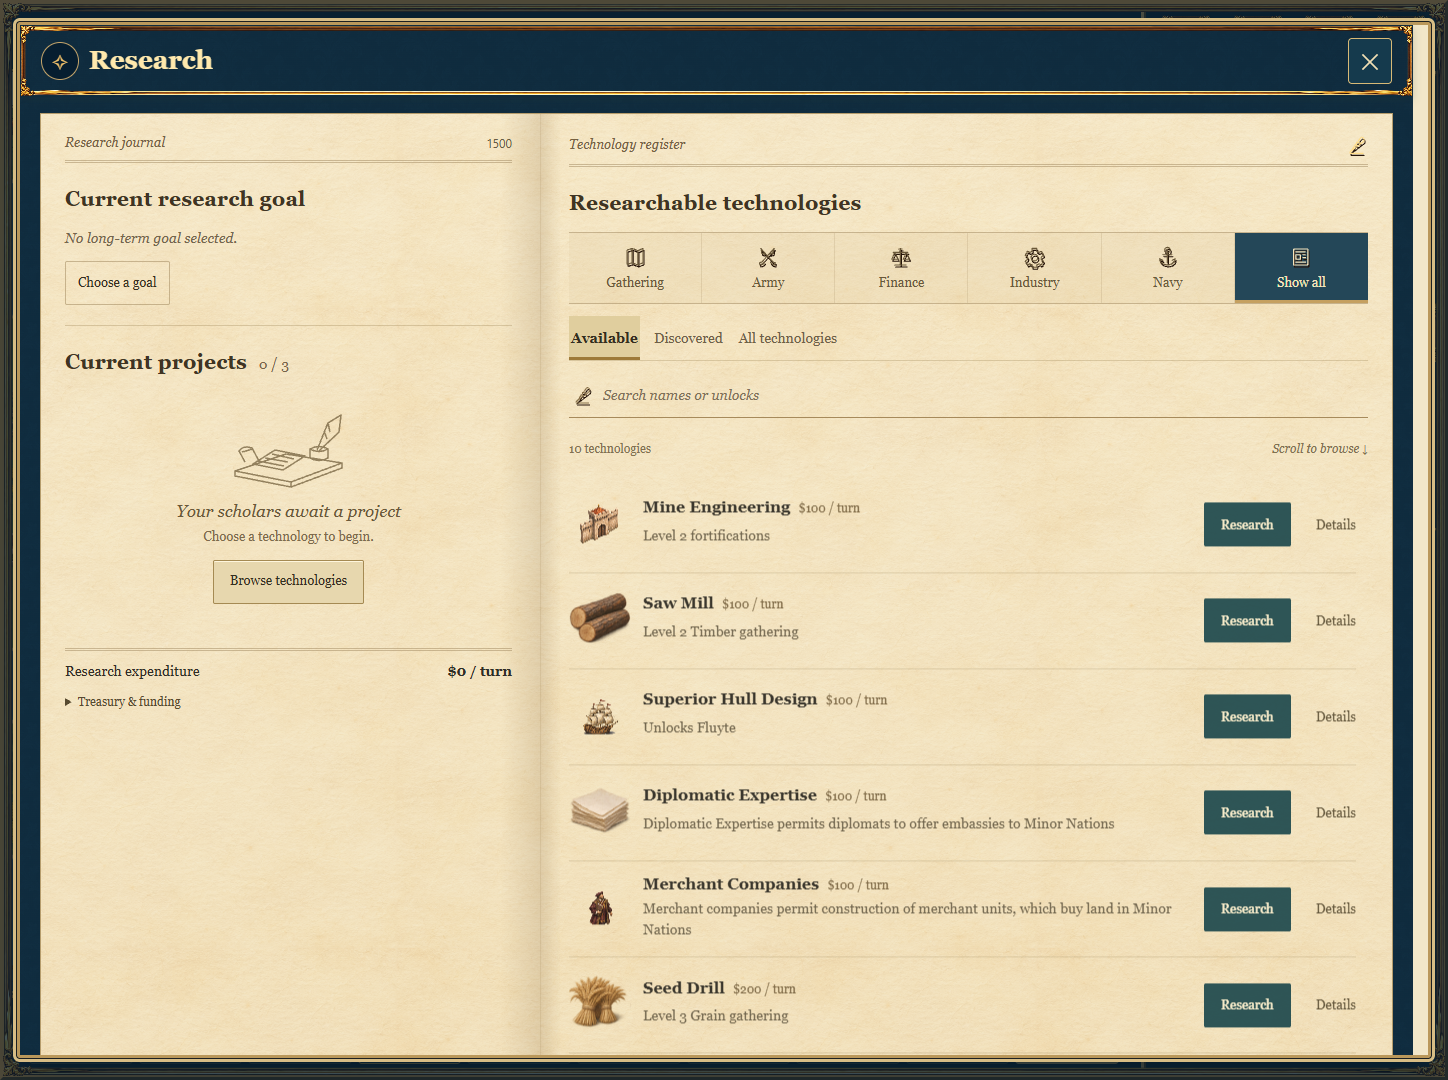 Research
Research journal
1500
Current research goal
No long-term goal selected.
Choose a goal
Current projects 0 / 3
Your scholars await a project
Choose a technology to begin.
Browse technologies
Research expenditure
$0 / turn
Treasury & funding
Technology register
Researchable technologies
Gathering
Army
Finance
Industry
Navy
Show all
Available
Discovered
All technologies
Search names or unlocks
10 technologies
Scroll to browse ↓
Mine Engineering $100 / turn
Level 2 fortifications
Research
Details
Saw Mill $100 / turn
Level 2 Timber gathering
Research
Details
Superior Hull Design $100 / turn
Unlocks Fluyte
Research
Details
Diplomatic Expertise $100 / turn
Diplomatic Expertise permits diplomats to offer embassies to Minor Nations
Research
Details
Merchant Companies $100 / turn
Merchant companies permit construction of merchant units, which buy land in Minor
Nations
Research
Details
Seed Drill $200 / turn
Level 3 Grain gathering
Research
Details